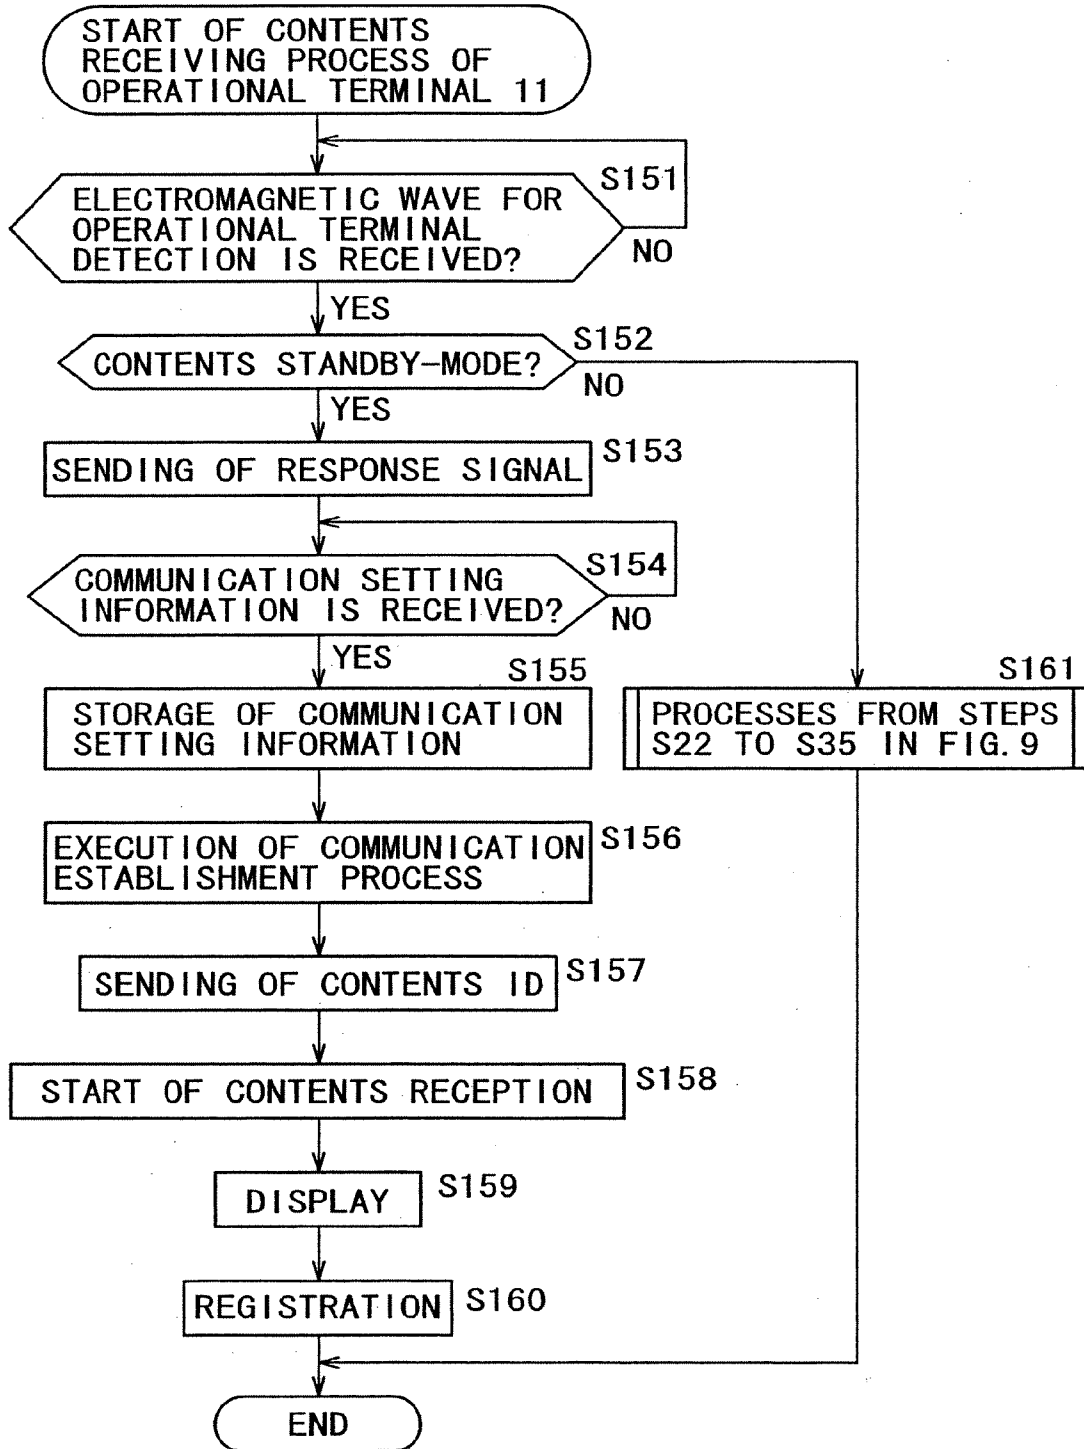 START OF CONTENTS
RECEIVING PROCESS OF
OPERATIONAL TERMINAL 11
S151
ELECTROMAGNETIC WAVE FOR
OPERATIONAL TERMINAL
DETECTION IS RECEIVED?
NO
YES
S152
CONTENTS STANDBY-MODE?
NO
YES
S153
SENDING OF RESPONSE SIGNAL
S154
COMMUNICATION SETTING
INFORMATION IS RECEIVED?
NO
YES
S155
STORAGE OF COMMUNICATION
SETTING INFORMATION
S161
PROCESSES FROM STEPS
S22 TO S35 IN FIG. 9
S156
EXECUTION OF COMMUNICATION
ESTABLISHMENT PROCESS
S157
SENDING OF CONTENTS ID
S158
START OF CONTENTS RECEPTION
S159
DISPLAY
S160
REGISTRATION
END